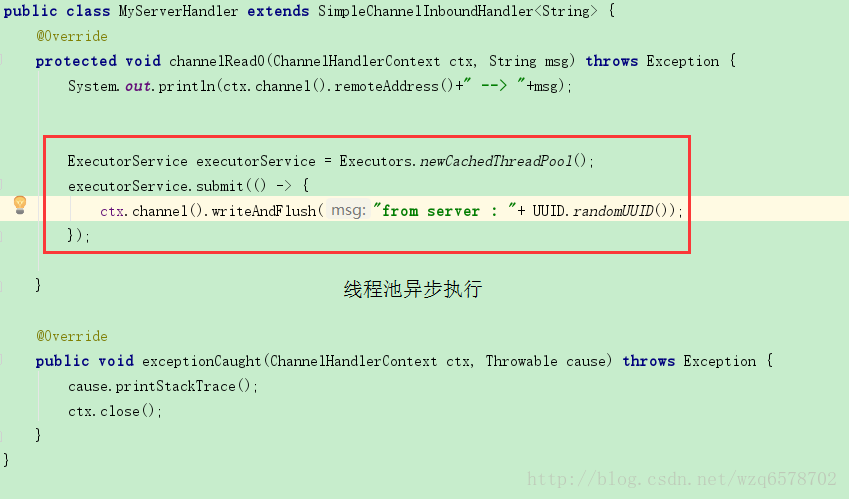 public class MyServerHandler extends SimpleChannelInboundHandler<String> {
@Override
protected void channelRead0(ChannelHandlerContext ctx, String msg) throws Exception {
System.out.println(ctx.channel().remoteAddress()+" --> "+msg);
ExecutorService executorService = Executors.newCachedThreadPool();
executorService.submit(() -> {
ctx.channel().writeAndFlush( msg: "from server : "+ UUID.randomUUID());
});
}
线程池异步执行
@Override
public void exceptionCaught(ChannelHandlerContext ctx, Throwable cause) throws Exception {
cause.printStackTrace();
ctx.close();
}
}
http://blog.csdn.net/wzq6578702